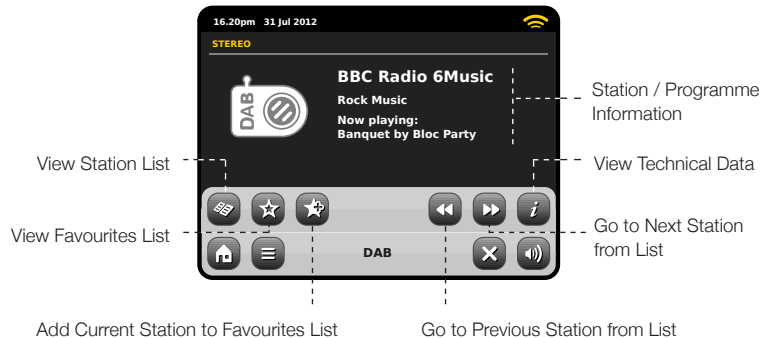 16.20pm 31 Jul 2012
STEREO
DAB
BBC Radio 6Music
Rock Music
Now playing:
Banquet by Bloc Party
Station / Programme
Information
View Station List
View Technical Data
View Favourites List
i
Go to Next Station
from List
DAB
Add Current Station to Favourites List
Go to Previous Station from List